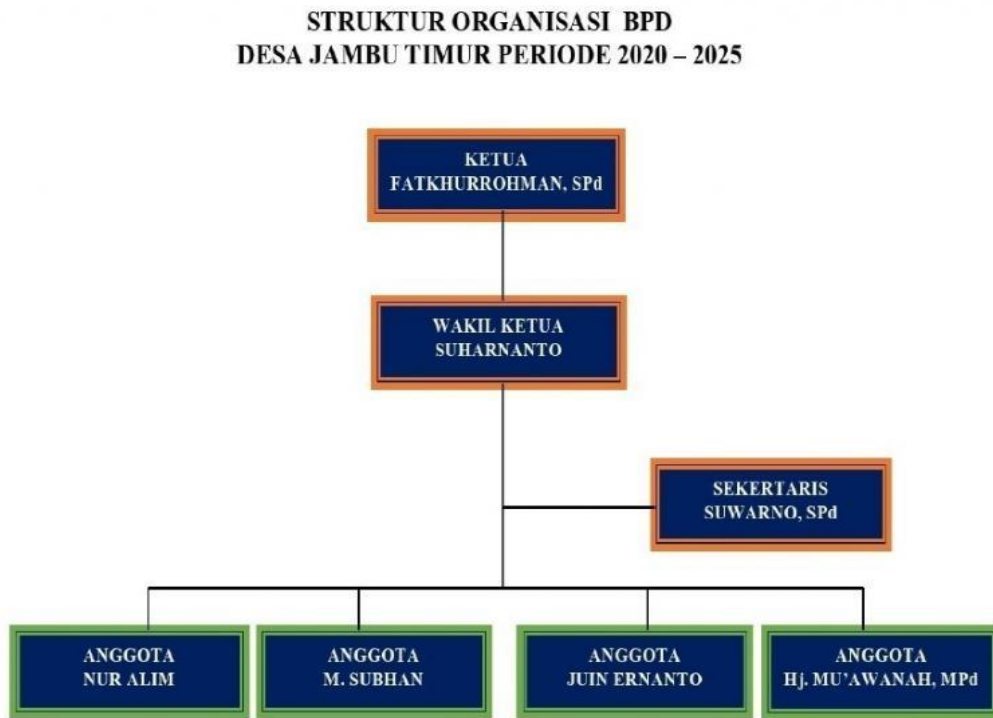 STRUKTUR ORGANISASI BPD
DESA JAMBU TIMUR PERIODE 2020 – 2025
KETUA
FATKHURROHMAN, SPd
WAKIL KETUA
SUHARNANTO
SEKERTARIS
SUWARNO, SPd
ANGGOTA
NUR ALIM
ANGGOTA
M. SUBHAN
ANGGOTA
JUIN ERNANTO
ANGGOTA
Hj. MU’AWANAH, MPd